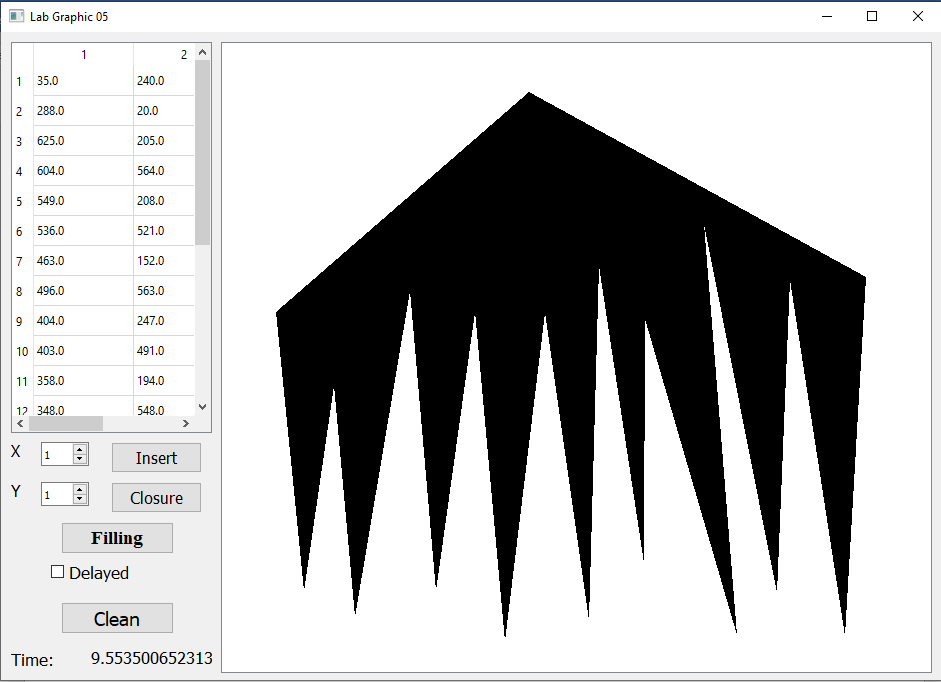 Lab Graphic 05
1 2
1 35.0 240.0
2 288.0 20.0
3 625.0 205.0
4 604.0 564.0
5 549.0 208.0
6 536.0 521.0
7 463.0 152.0
8 496.0 563.0
9 404.0 247.0
10 403.0 491.0
11 358.0 194.0
12 348.0 548.0
X 1 Insert
Y 1 Closure
Filling
Delayed
Clean
Time: 9.553500652313